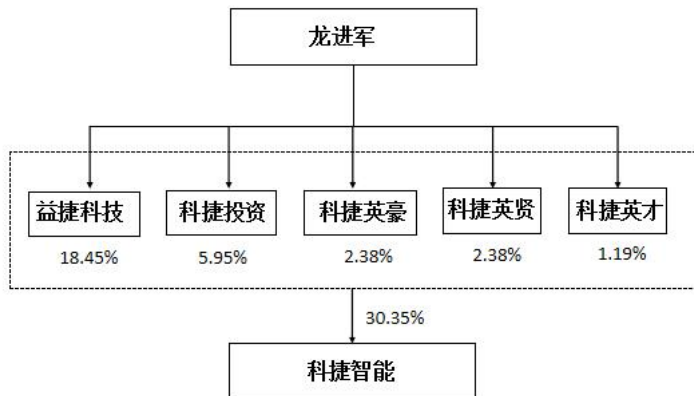 龙进军
益捷科技
科捷投资
科捷英豪
科捷英贤
科捷英才
18.45%
5.95%
2.38%
2.38%
1.19%
30.35%
科捷智能